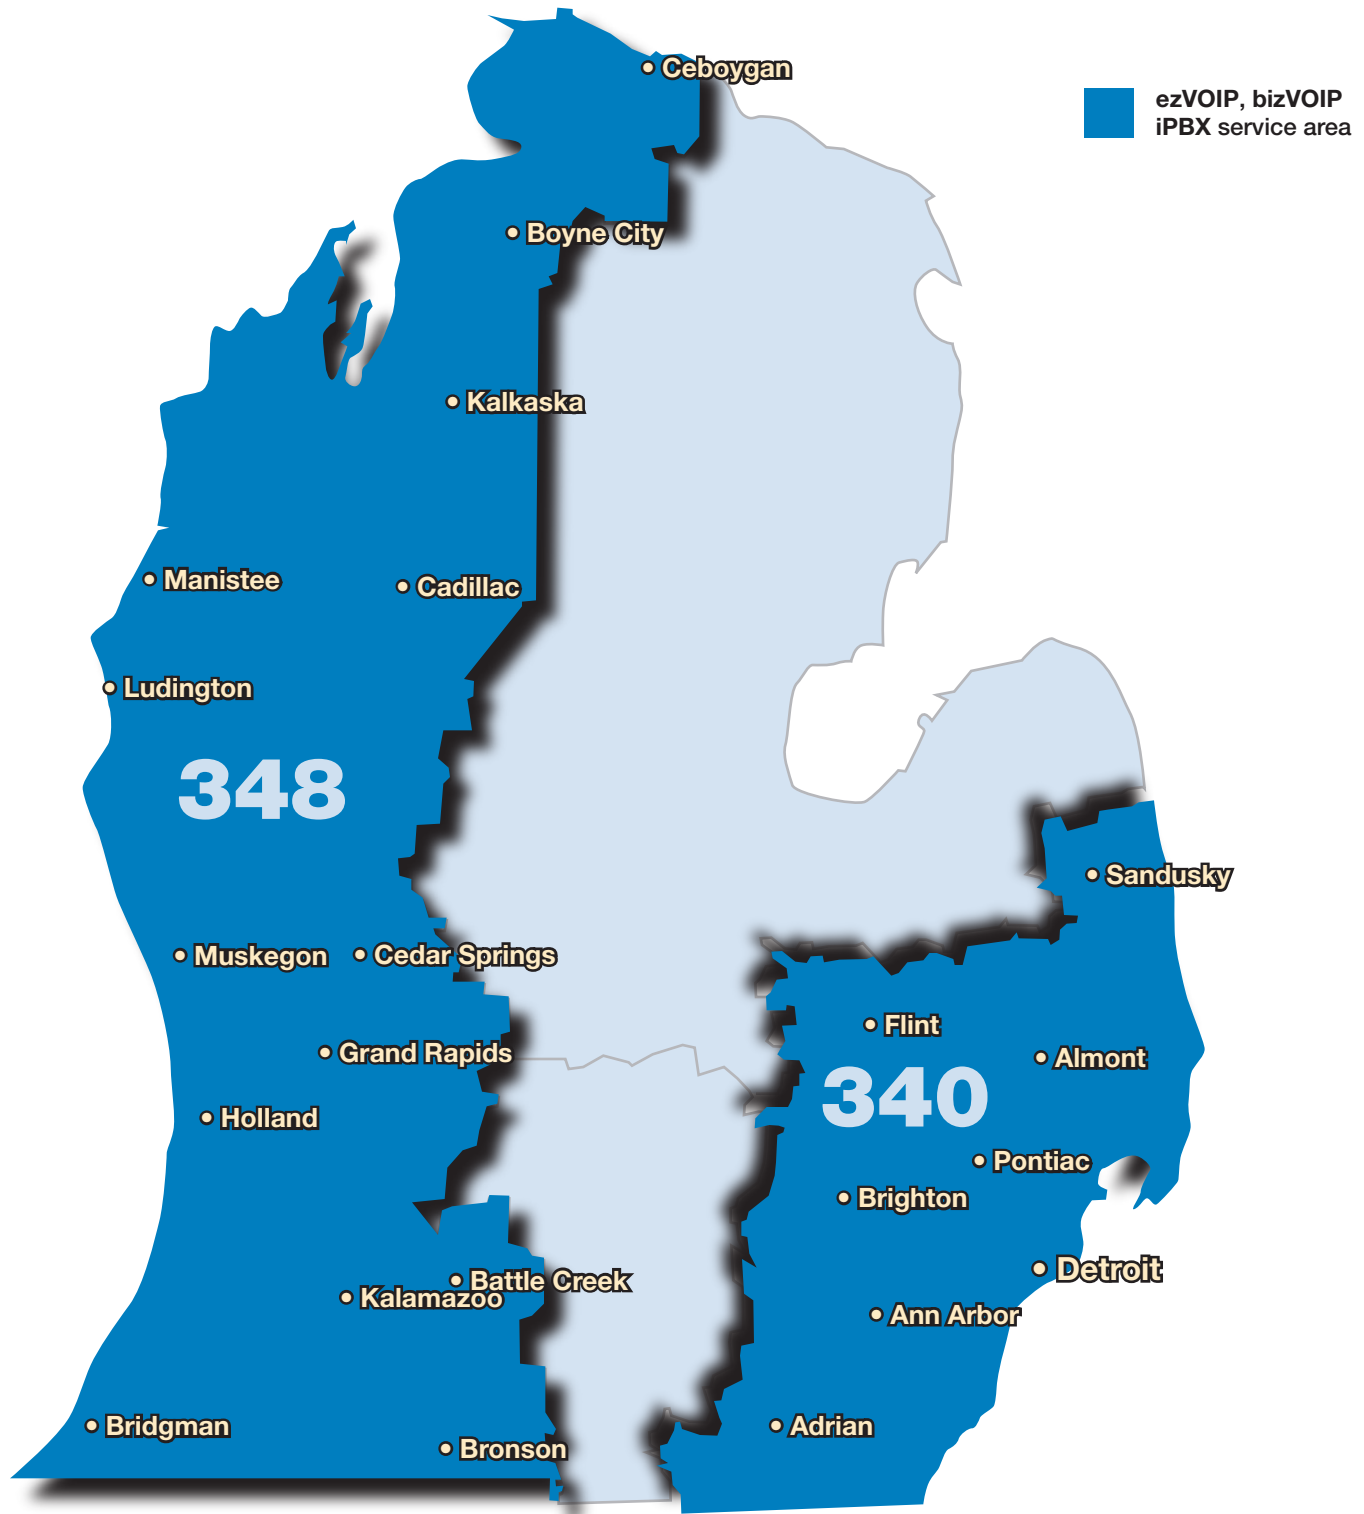 Ceboygan
ezVOIP, bizVOIP
iPBX service area
Boyne City
Kalkaska
Manistee
Cadillac
Ludington
348
Sandusky
Muskegon
Cedar Springs
Flint
Grand Rapids
Almont
340
Holland
Pontiac
Brighton
Detroit
Battle Creek
Kalamazoo
Ann Arbor
Bridgman
Adrian
Bronson